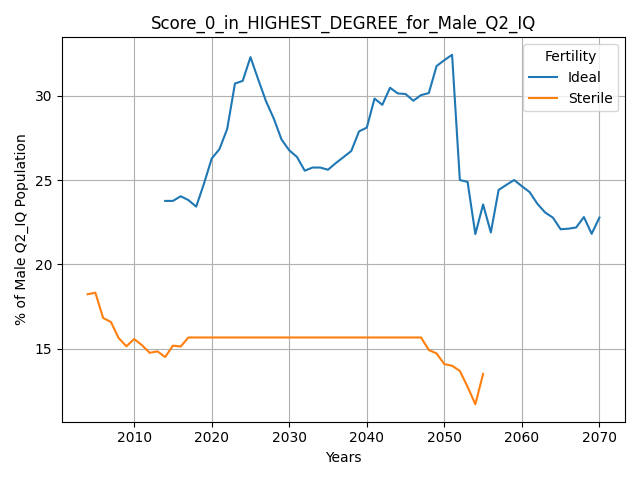 Score_0_in_HIGHEST_DEGREE_for_Male_Q2_IQ
Fertility
Ideal
Sterile
% of Male Q2_IQ Population
30
25
20
15
2010 2020 2030 2040 2050 2060 2070
Years